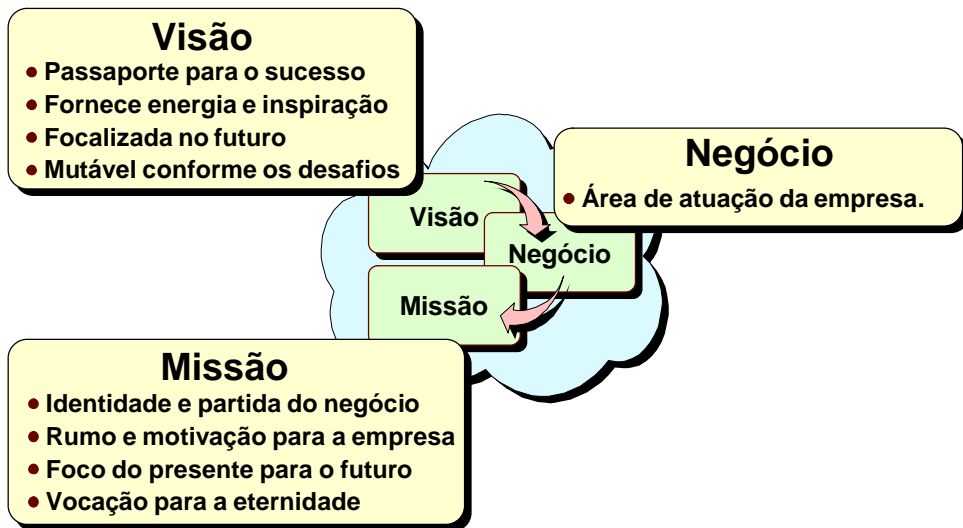 Visão
• Passaporte para o sucesso
• Fornece energia e inspiração
• Focalizada no futuro
• Mutável conforme os desafios
Negócio
• Área de atuação da empresa.
Visão
Negócio
Missão
Missão
• Identidade e partida do negócio
• Rumo e motivação para a empresa
• Foco do presente para o futuro
• Vocação para a eternidade